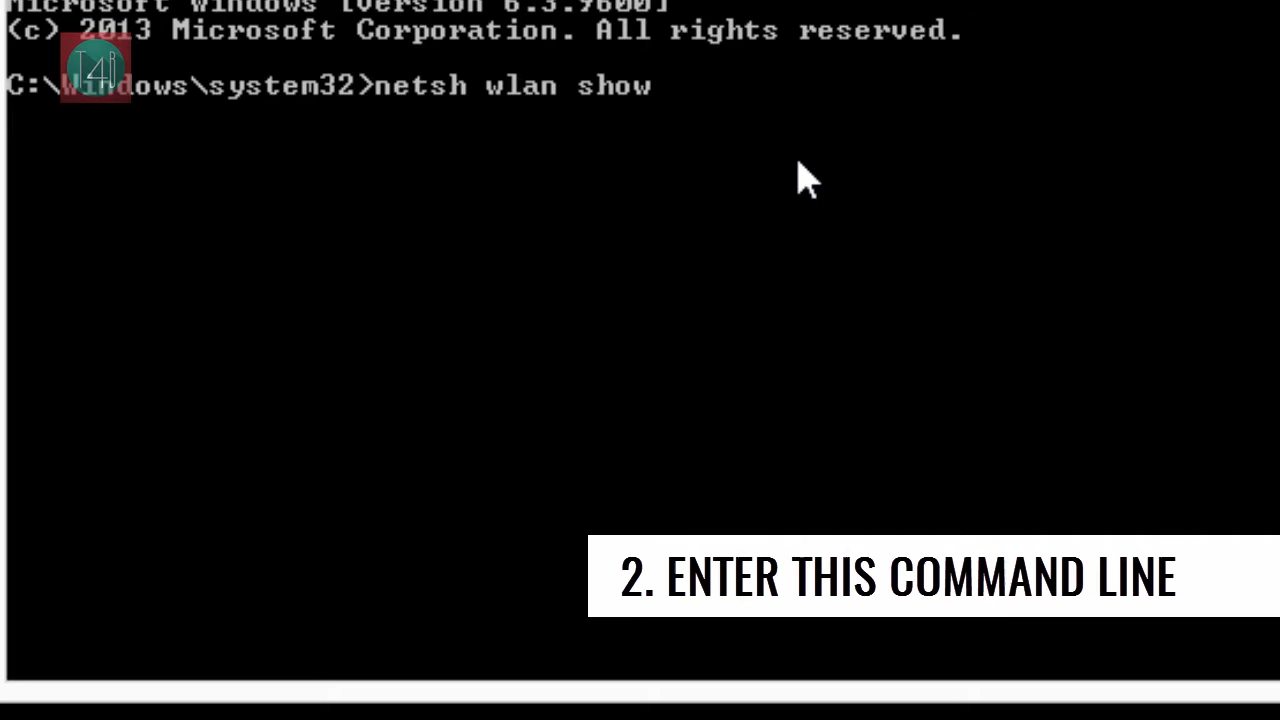 Microsoft Windows [Version 6.3.9600]
(c) 2013 Microsoft Corporation. All rights reserved.
T4R
C:\Windows\system32>netsh wlan show
2. ENTER THIS COMMAND LINE